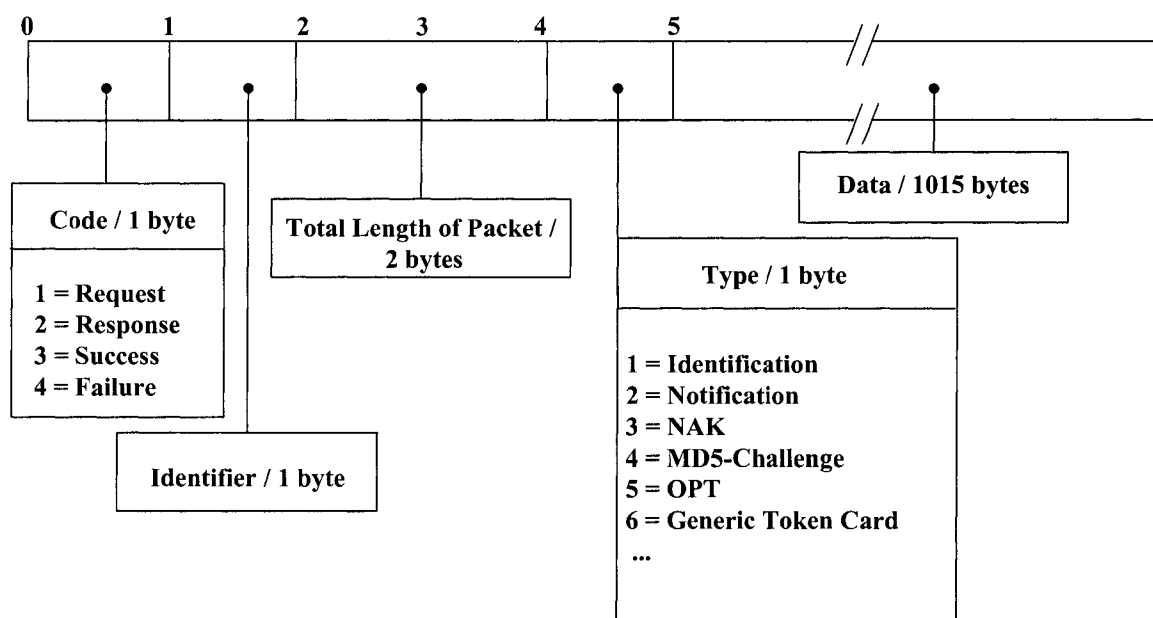 0 1 2 3 4 5
Data / 1015 bytes
Code / 1 byte
1 = Request
2 = Response
3 = Success
4 = Failure
Total Length of Packet /
2 bytes
Type / 1 byte
1 = Identification
2 = Notification
3 = NAK
4 = MD5-Challenge
5 = OPT
6 = Generic Token Card
...
Identifier / 1 byte